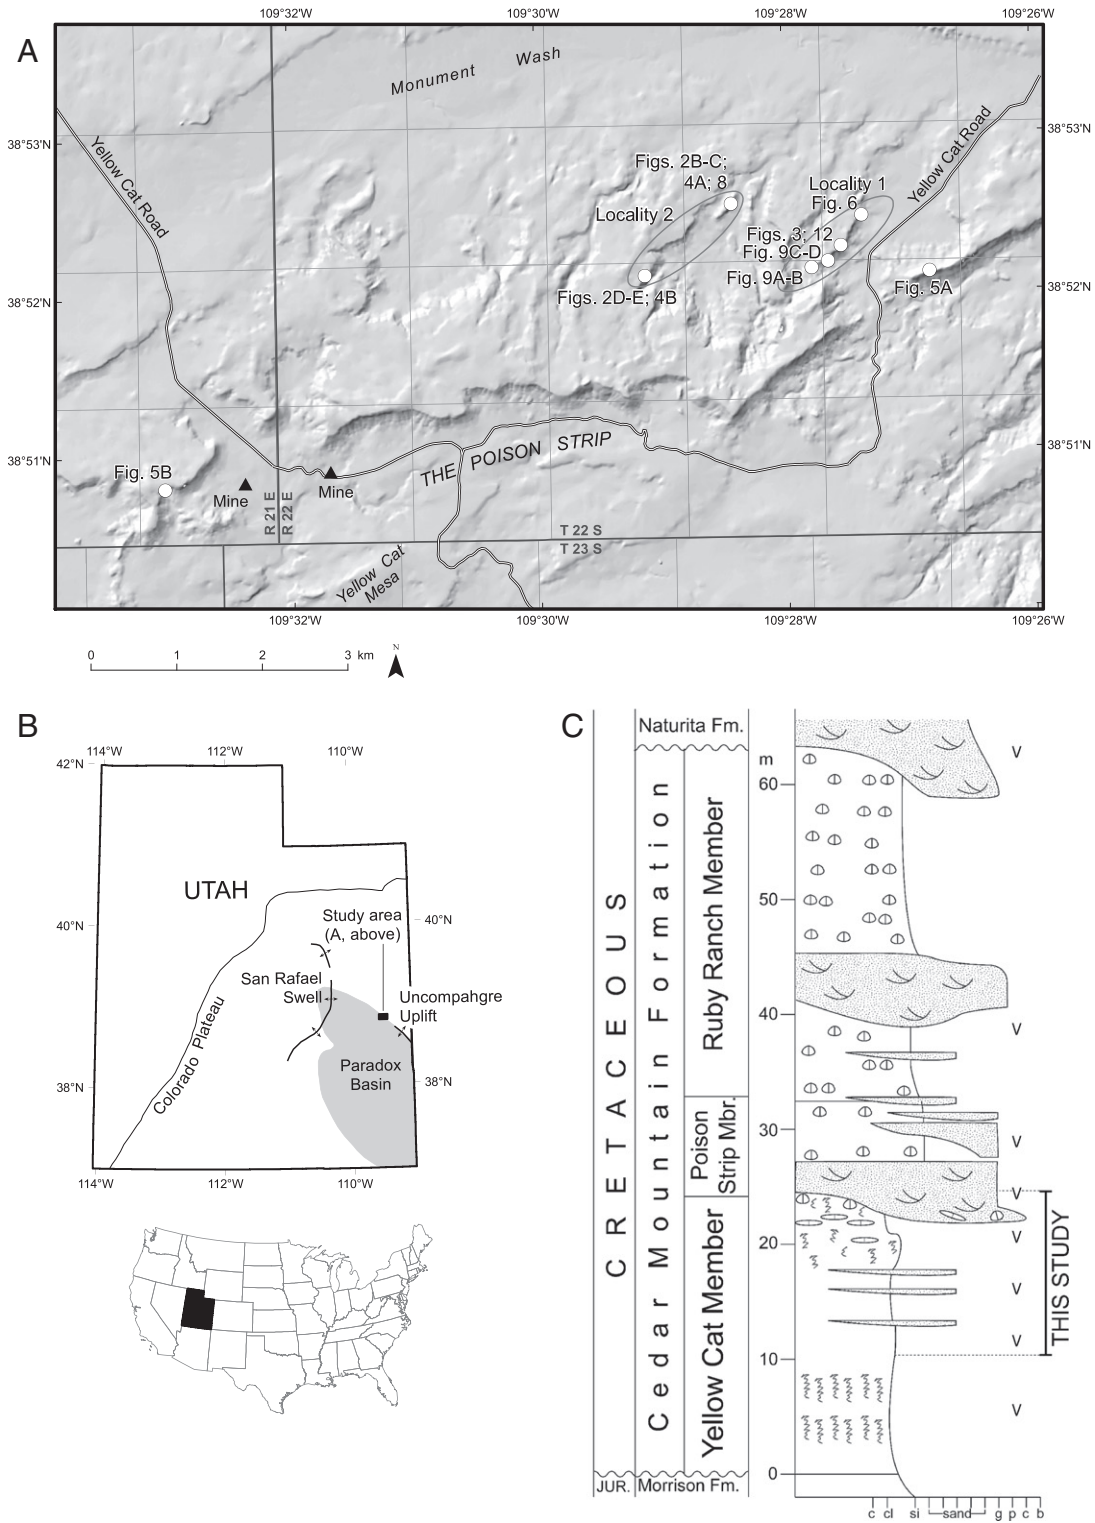 A
109°32'W
109°30'W
109°28'W
109°26'W
Monument Wash
38°53'N
38°53'N
Yellow Cat Road
Yellow Cat Road
Figs. 2B-C;
4A; 8
Locality 1
Fig. 6
Locality 2
Figs. 3; 12
Fig. 9C-D
Fig. 9A-B
38°52'N
38°52'N
Figs. 2D-E; 4B
Fig. 5A
38°51'N
38°51'N
THE POISON STRIP
Fig. 5B
Mine
Mine
R 21 E
R 22 E
T 22 S
T 23 S
Yellow Cat
Mesa
109°32'W
109°30'W
109°28'W
109°26'W
0 1 2 3 km
N
B
114°W
112°W
110°W
42°N
UTAH
Study area
(A, above)
40°N
40°N
San Rafael
Swell
Uncompahgre
Uplift
Colorado Plateau
Paradox
Basin
38°N
38°N
114°W
112°W
110°W
C
CRETACEOUS
JUR.
Cedar Mountain Formation
Naturita Fm.
Ruby Ranch Member
Poison
Strip Mbr.
Yellow Cat Member
Morrison Fm.
m
60
50
40
30
20
10
0
V
V
V
V
V
V
V
V
THIS STUDY
c cl si sand g p c b